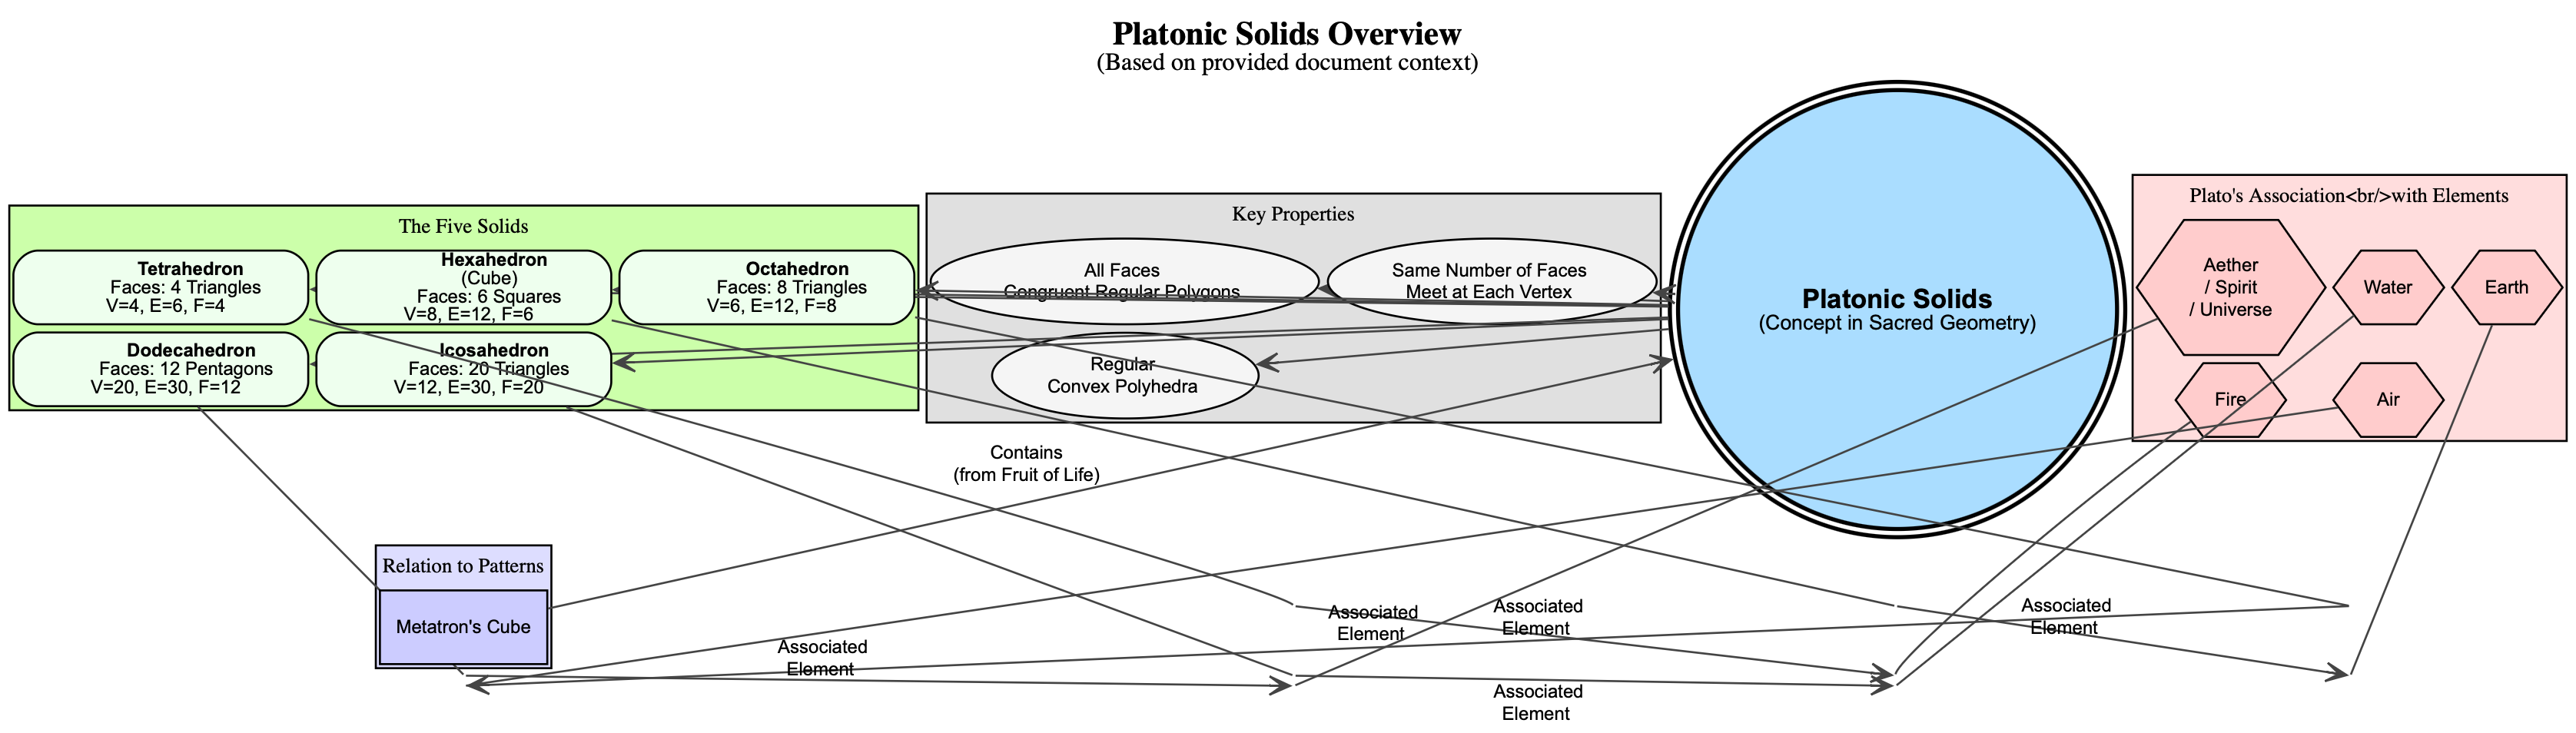 Platonic Solids Overview
(Based on provided document context)
The Five Solids
Tetrahedron
Faces: 4 Triangles
V=4, E=6, F=4
Hexahedron
(Cube)
Faces: 6 Squares
V=8, E=12, F=6
Octahedron
Faces: 8 Triangles
V=6, E=12, F=8
Dodecahedron
Faces: 12 Pentagons
V=20, E=30, F=12
Icosahedron
Faces: 20 Triangles
V=12, E=30, F=20
Key Properties
All Faces
Congruent Regular Polygons
Same Number of Faces
Meet at Each Vertex
Regular
Convex Polyhedra
Platonic Solids
(Concept in Sacred Geometry)
Plato's Association<br/>with Elements
Aether
/ Spirit
/ Universe
Water
Earth
Fire
Air
Contains
(from Fruit of Life)
Relation to Patterns
Metatron's Cube
Associated
Element
Associated
Element
Associated
Element
Associated
Element
Associated
Element